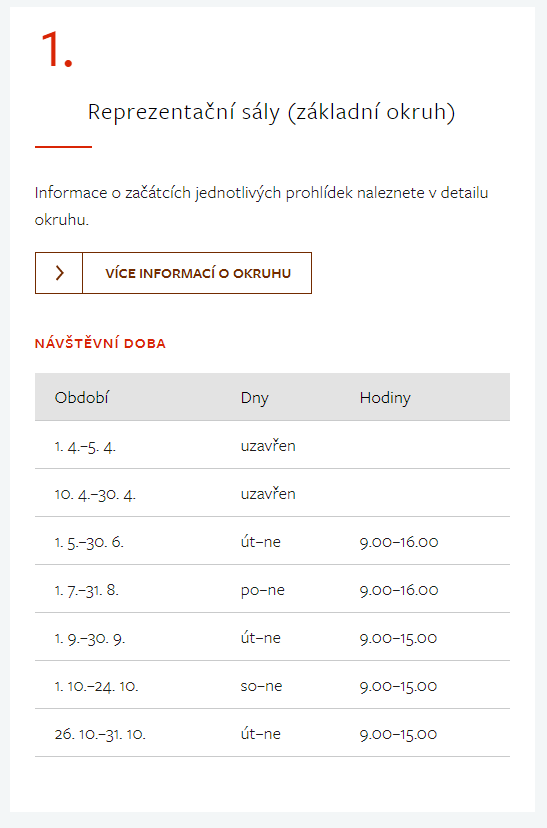 1.
Reprezentační sály (základní okruh)
Informace o začátcích jednotlivých prohlídek naleznete v detailu
okruhu.
VÍCE INFORMACÍ O OKRUHU
NÁVŠTĚVNÍ DOBA
Období Dny Hodiny
1. 4.–5. 4. uzavřen
10. 4.–30. 4. uzavřen
1. 5.–30. 6. út–ne 9.00–16.00
1. 7.–31. 8. po–ne 9.00–16.00
1. 9.–30. 9. út–ne 9.00–15.00
1. 10.–24. 10. so–ne 9.00–15.00
26. 10.–31. 10. út–ne 9.00–15.00